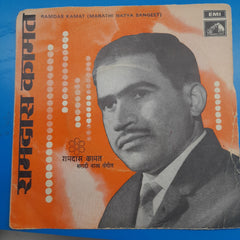 RAMDAS KAMAT (MARATHI NATYA SANGEET)
EMI
रामदास कामत
रामदास कामत
मराठी नाट्य संगीत